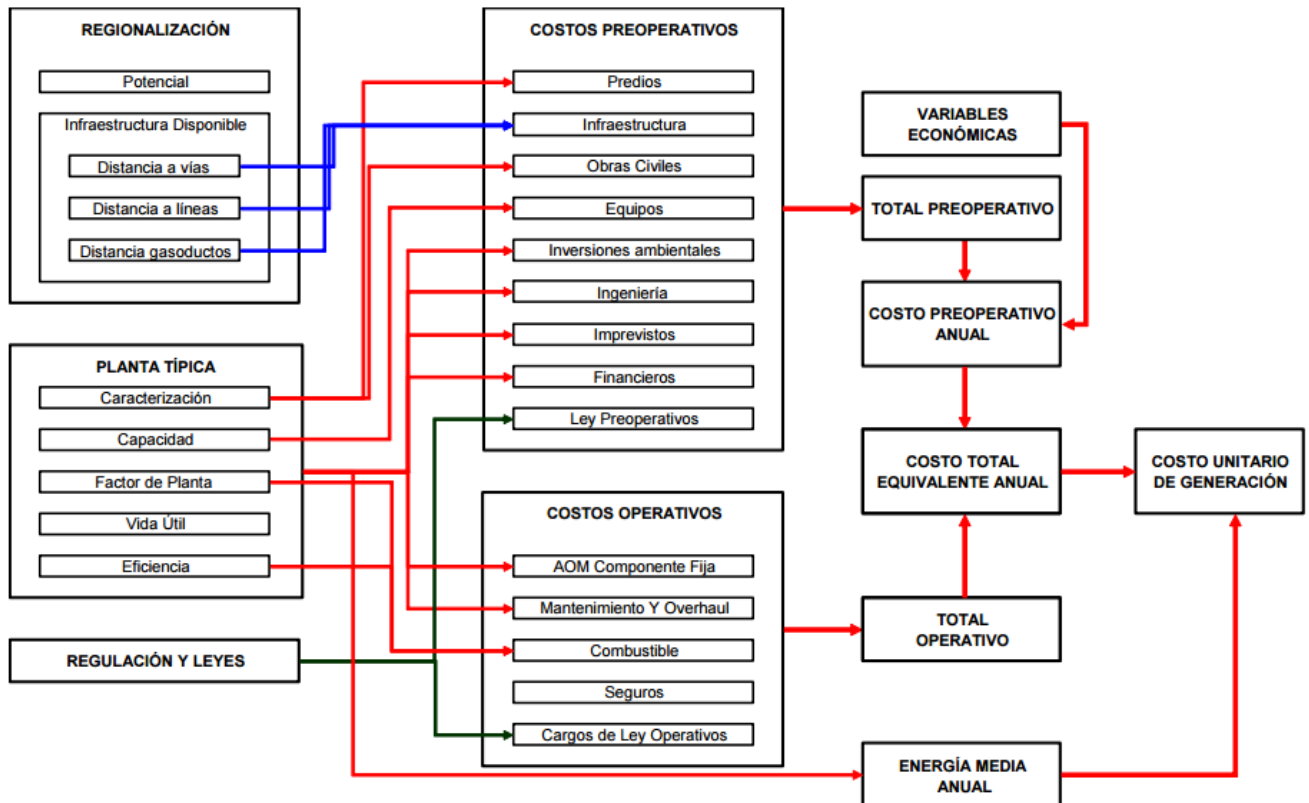 REGIONALIZACIÓN
Potencial
Infraestructura Disponible
Distancia a vías
Distancia a líneas
Distancia gasoductos
PLANTA TÍPICA
Caracterización
Capacidad
Factor de Planta
Vida Útil
Eficiencia
REGULACIÓN Y LEYES
COSTOS PREOPERATIVOS
Predios
Infraestructura
Obras Civiles
Equipos
Inversiones ambientales
Ingeniería
Imprevistos
Financieros
Ley Preoperativos
COSTOS OPERATIVOS
AOM Componente Fija
Mantenimiento Y Overhaul
Combustible
Seguros
Cargos de Ley Operativos
VARIABLES
ECONÓMICAS
TOTAL PREOPERATIVO
COSTO PREOPERATIVO
ANUAL
COSTO TOTAL
EQUIVALENTE ANUAL
TOTAL
OPERATIVO
ENERGÍA MEDIA
ANUAL
COSTO UNITARIO
DE GENERACIÓN